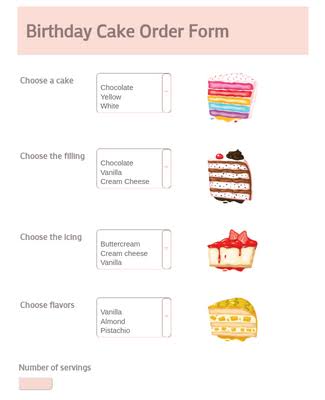 Birthday Cake Order Form
Choose a cake
Chocolate
Yellow
White
Choose the filling
Chocolate
Vanilla
Cream Cheese
Choose the icing
Buttercream
Cream cheese
Vanilla
Choose flavors
Vanilla
Almond
Pistachio
Number of servings